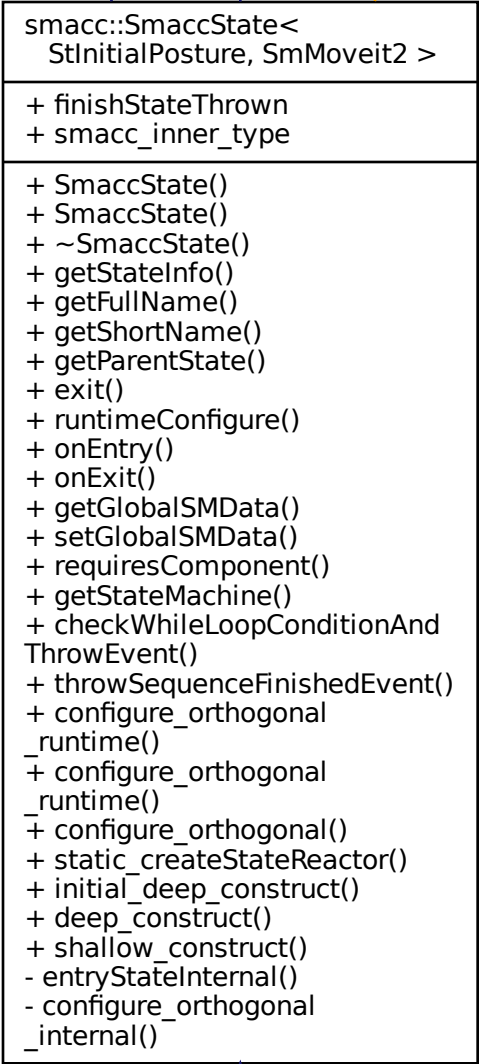 smacc::SmaccState<
StInitialPosture, SmMoveit2 >
+ finishStateThrown
+ smacc_inner_type
+ SmaccState()
+ SmaccState()
+ ~SmaccState()
+ getStateInfo()
+ getFullName()
+ getShortName()
+ getParentState()
+ exit()
+ runtimeConfigure()
+ onEntry()
+ onExit()
+ getGlobalSMData()
+ setGlobalSMData()
+ requiresComponent()
+ getStateMachine()
+ checkWhileLoopConditionAnd
ThrowEvent()
+ throwSequenceFinishedEvent()
+ configure_orthogonal
_runtime()
+ configure_orthogonal
_runtime()
+ configure_orthogonal()
+ static_createStateReactor()
+ initial_deep_construct()
+ deep_construct()
+ shallow_construct()
- entryStateInternal()
- configure_orthogonal
_internal()